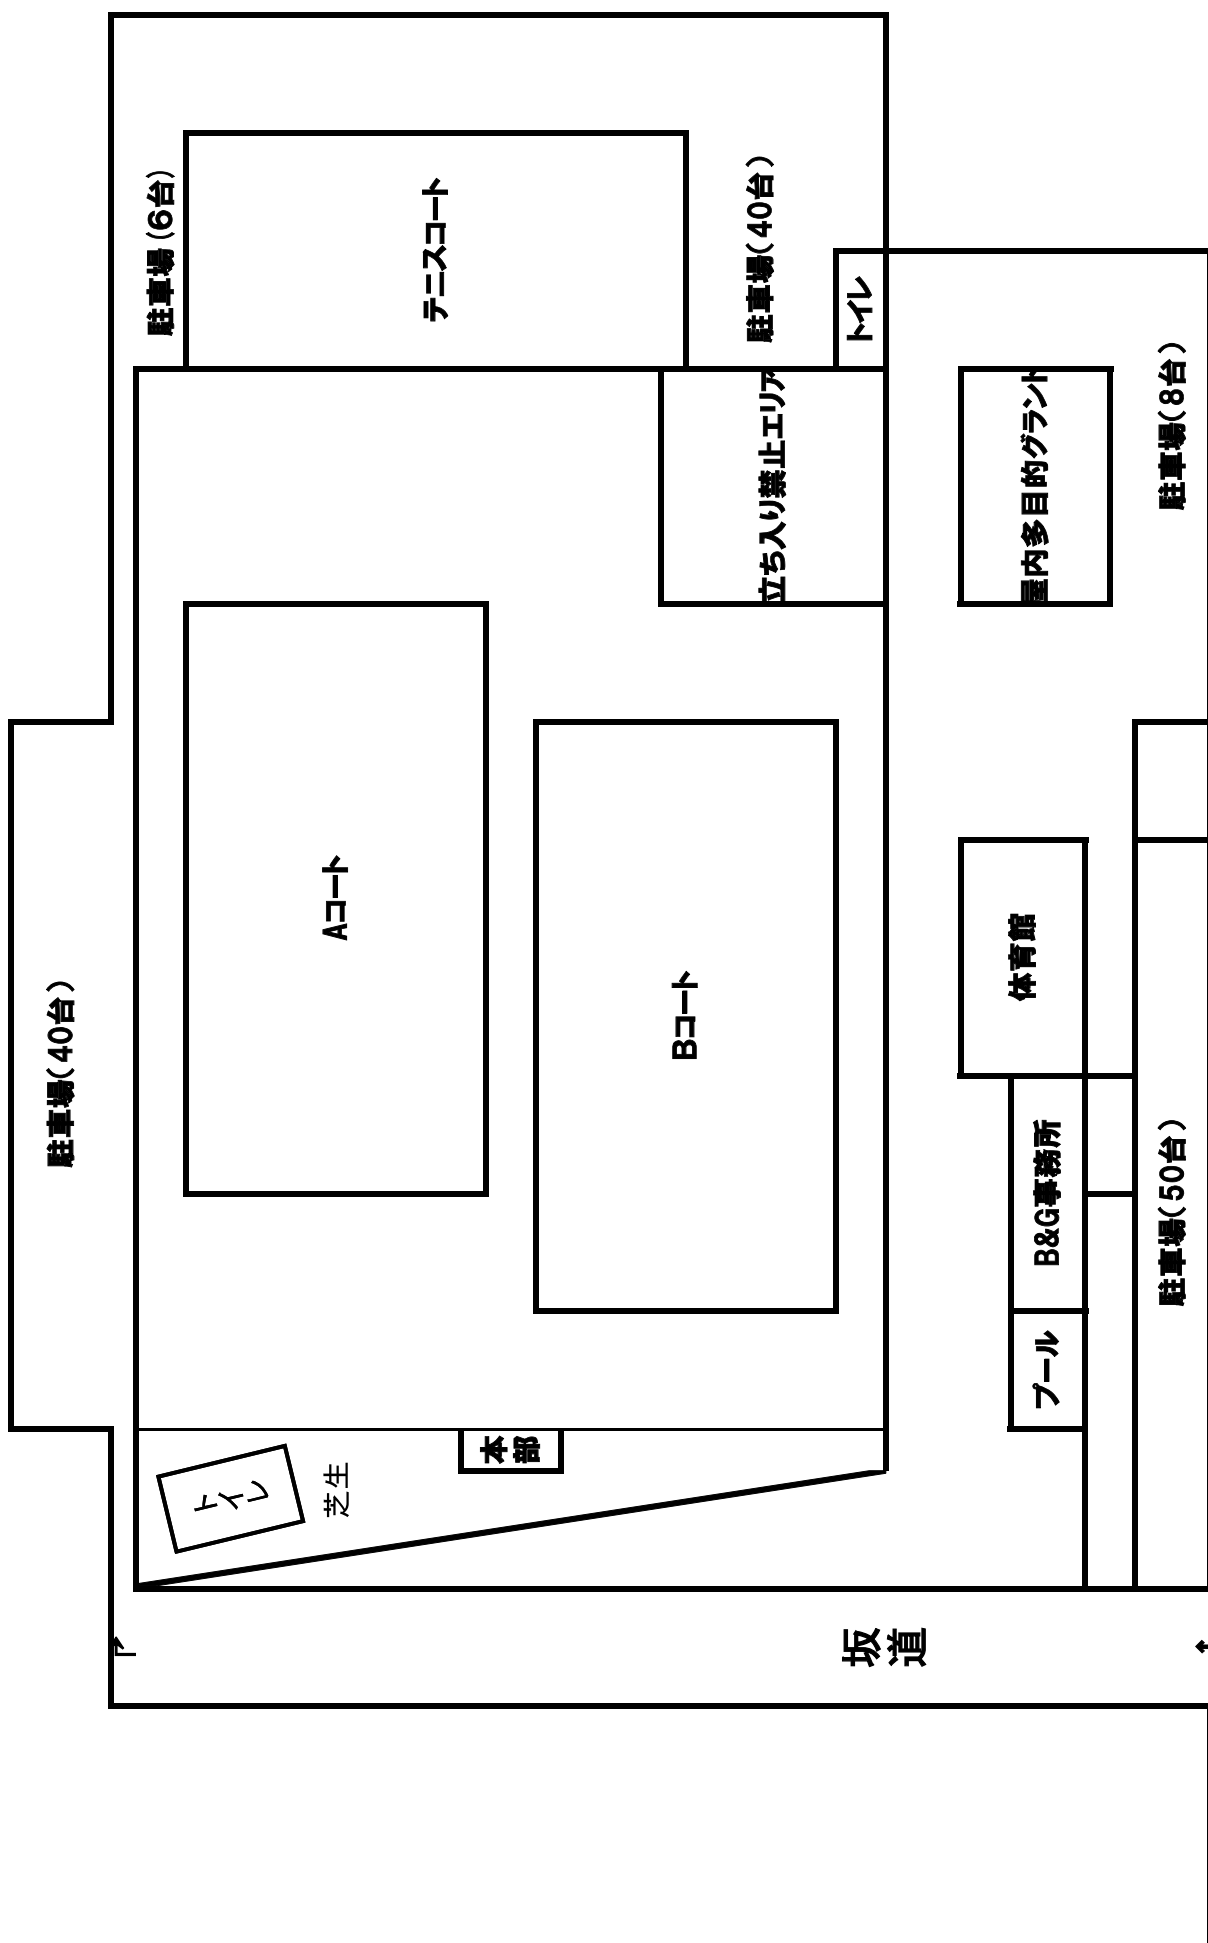 駐車場(40台)
駐車場(6台)
テニスコート
駐車場(40台)
トイレ
立ち入り禁止エリア
Aコート
Bコート
屋内多目的グランド
駐車場(8台)
体育館
B&G事務所
プール
駐車場(50台)
本部
トイレ
芝生
坂道